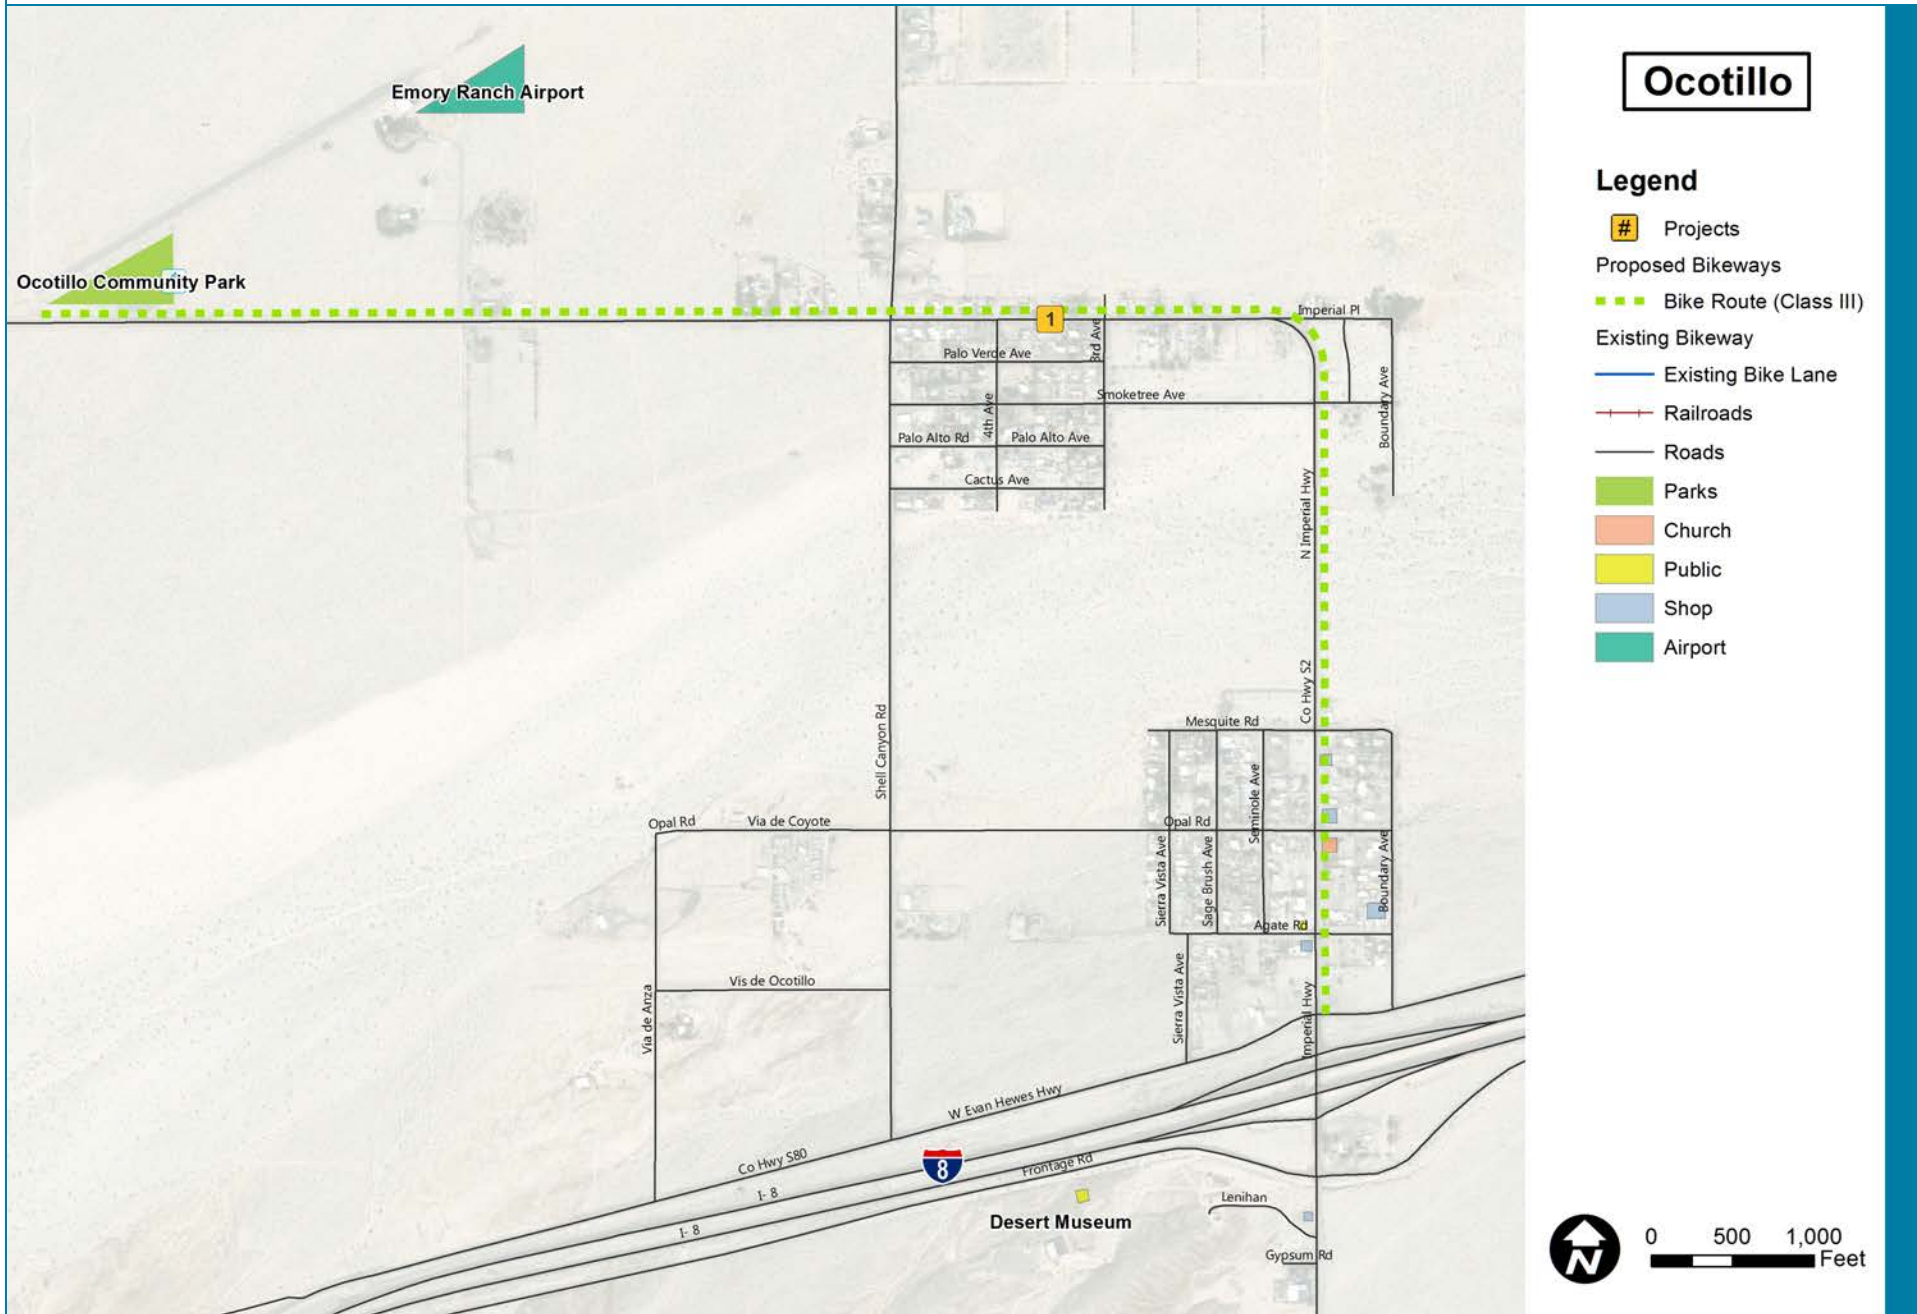 Ocotillo
Emory Ranch Airport
Ocotillo Community Park
Imperial Pl
1
3rd Ave
Palo Verde Ave
Smoketree Ave
Boundary Ave
4th Ave
Palo Alto Rd
Palo Alto Ave
Cactus Ave
N Imperial Hwy
Co Hwy S2
Shell Canyon Rd
Mesquite Rd
Seminole Ave
Opal Rd
Via de Coyote
Opal Rd
Sierra Vista Ave
Sage Brush Ave
Boundary Ave
Agate Rd
Sierra Vista Ave
Imperial Hwy
Vis de Ocotillo
Via de Anza
W Evan Hewes Hwy
Co Hwy S80
8
Frontage Rd
I- 8
I- 8
Desert Museum
Lenihan
Gypsum Rd
Legend
# Projects
Proposed Bikeways
Bike Route (Class III)
Existing Bikeway
Existing Bike Lane
Railroads
Roads
Parks
Church
Public
Shop
Airport
N
0 500 1,000
Feet